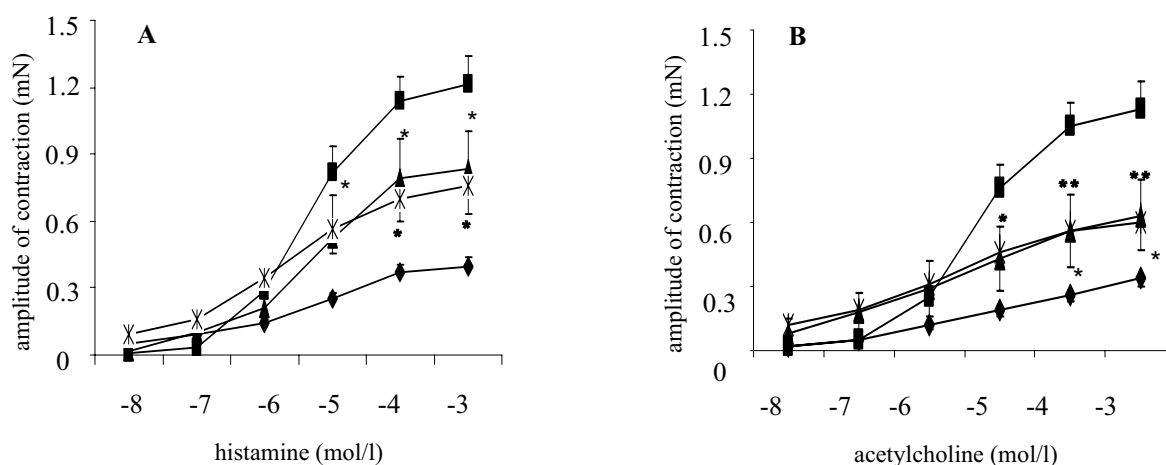 A
amplitude of contraction (mN)
1.5
1.2
0.9
0.6
0.3
0
*
*
*
*
*
-8 -7 -6 -5 -4 -3
histamine (mol/l)
B
amplitude of contraction (mN)
1.5
1.2
0.9
0.6
0.3
0
**
**
*
*
*
-8 -7 -6 -5 -4 -3
acetylcholine (mol/l)